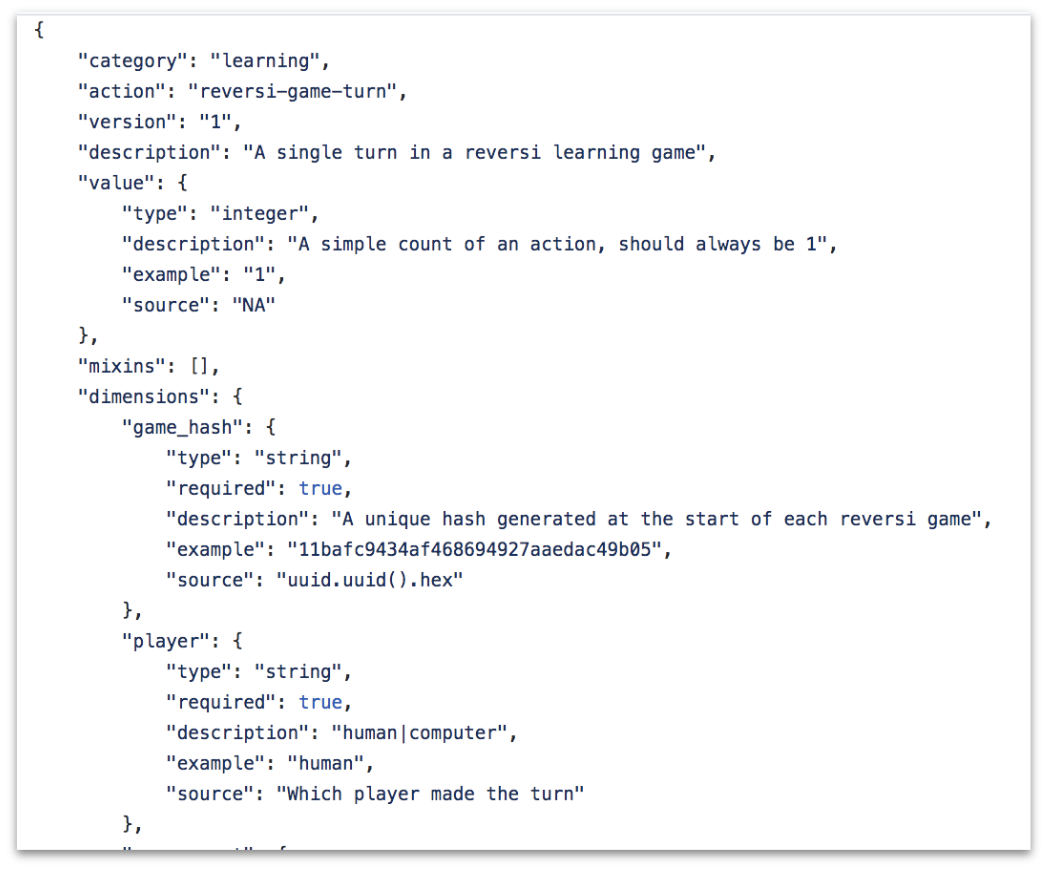 {
    "category": "learning",
    "action": "reversi-game-turn",
    "version": "1",
    "description": "A single turn in a reversi learning game",
    "value": {
        "type": "integer",
        "description": "A simple count of an action, should always be 1",
        "example": "1",
        "source": "NA"
    },
    "mixins": [],
    "dimensions": {
        "game_hash": {
            "type": "string",
            "required": true,
            "description": "A unique hash generated at the start of each reversi game",
            "example": "11bafc9434af468694927aaedac49b05",
            "source": "uuid.uuid().hex"
        },
        "player": {
            "type": "string",
            "required": true,
            "description": "human|computer",
            "example": "human",
            "source": "Which player made the turn"
        },